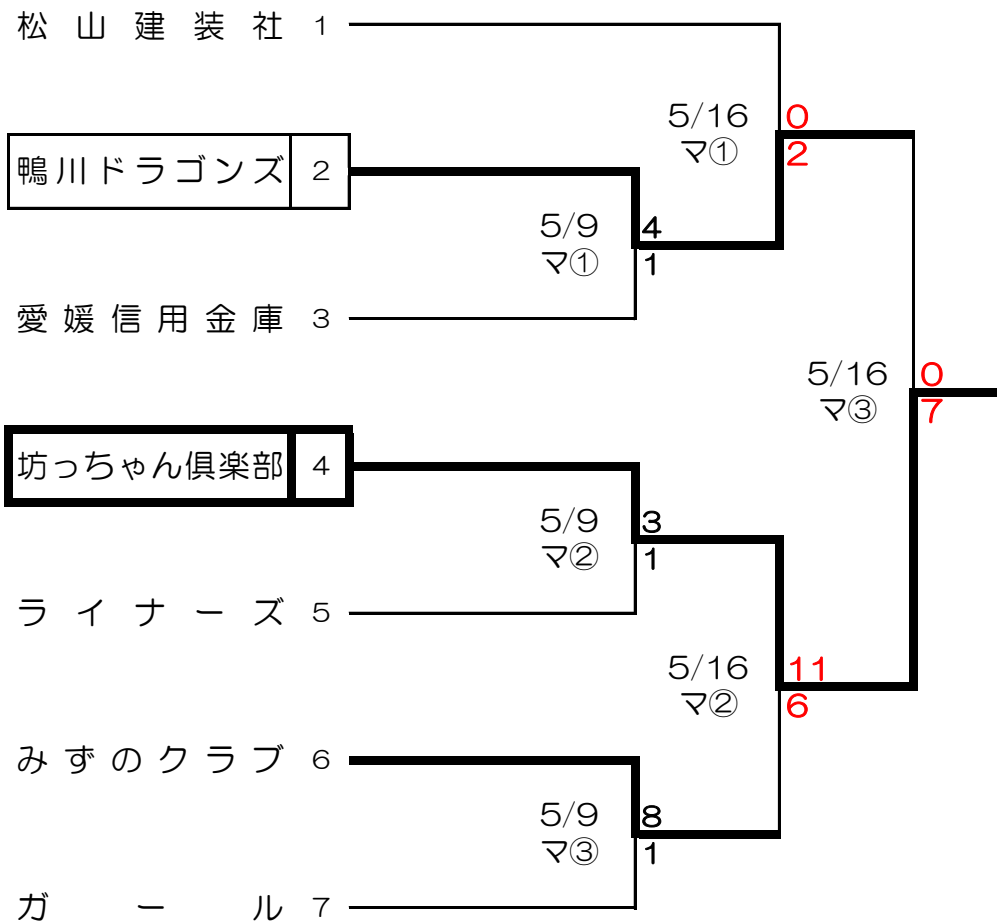 松山建装社 1
5/16
マ①
0
2
鴨川ドラゴンズ 2
5/9
マ①
4
1
愛媛信用金庫 3
5/16
マ③
0
7
坊っちゃん倶楽部 4
5/9
マ②
3
1
ライナーズ 5
5/16
マ②
11
6
みずのクラブ 6
5/9
マ③
8
1
ガール 7